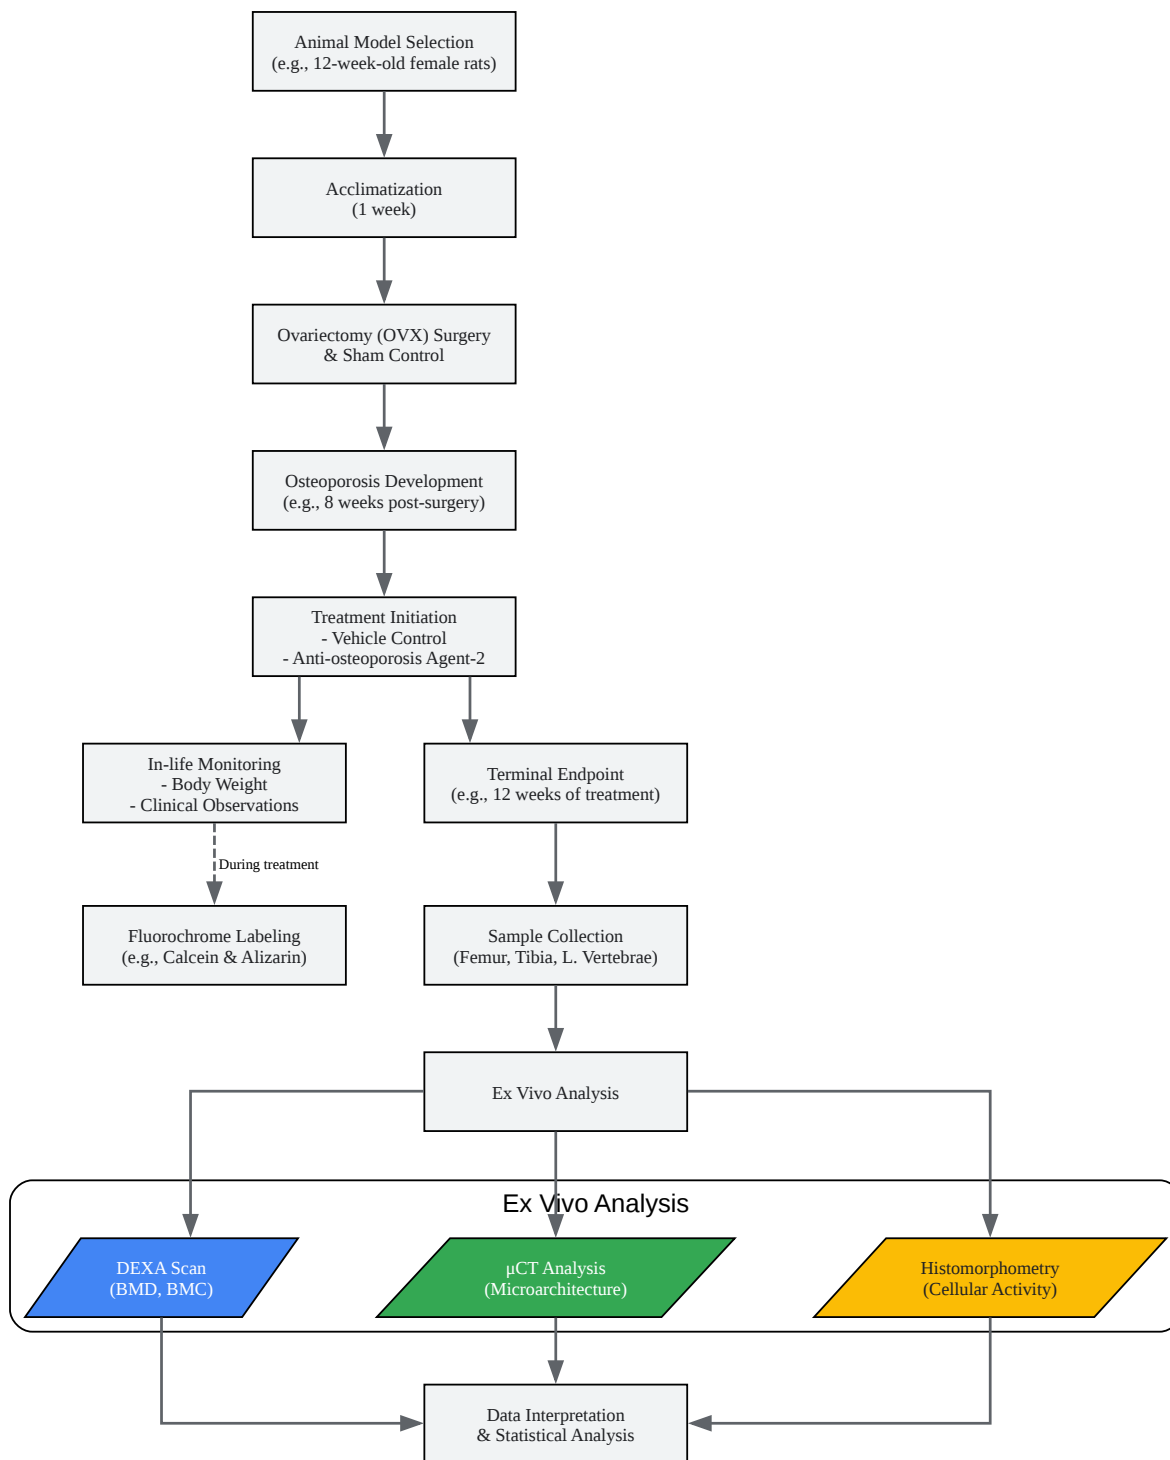 Animal Model Selection
(e.g., 12-week-old female rats)
Acclimatization
(1 week)
Ovariectomy (OVX) Surgery
& Sham Control
Osteoporosis Development
(e.g., 8 weeks post-surgery)
Treatment Initiation
- Vehicle Control
- Anti-osteoporosis Agent-2
In-life Monitoring
- Body Weight
- Clinical Observations
Terminal Endpoint
(e.g., 12 weeks of treatment)
During treatment
Fluorochrome Labeling
(e.g., Calcein & Alizarin)
Sample Collection
(Femur, Tibia, L. Vertebrae)
Ex Vivo Analysis
Ex Vivo Analysis
DEXA Scan
(BMD, BMC)
μCT Analysis
(Microarchitecture)
Histomorphometry
(Cellular Activity)
Data Interpretation
& Statistical Analysis